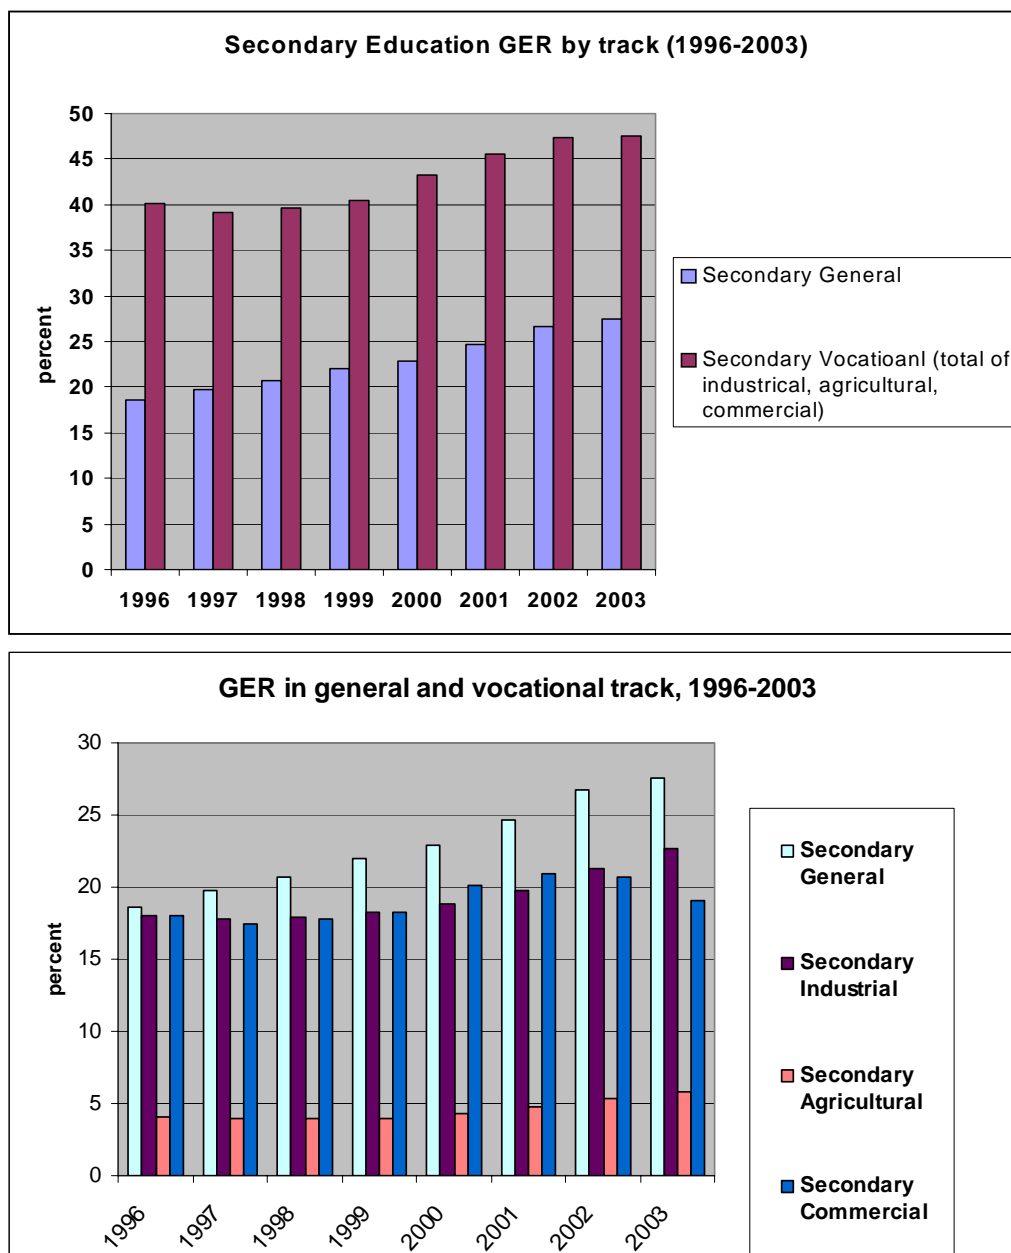 Secondary Education GER by track (1996-2003)
50
45
40
35
30
25
20
15
10
5
0
percent
1996 1997 1998 1999 2000 2001 2002 2003
Secondary General
Secondary Vocatioanl (total of
industrical, agricultural,
commercial)
GER in general and vocational track, 1996-2003
30
25
20
15
10
5
0
percent
1996 1997 1998 1999 2000 2001 2002 2003
Secondary
General
Secondary
Industrial
Secondary
Agricultural
Secondary
Commercial